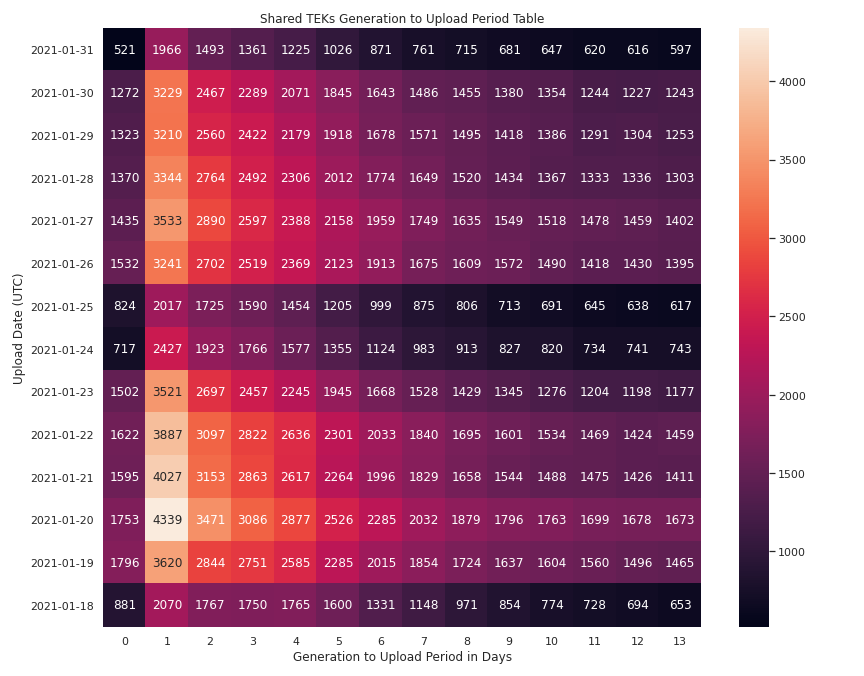 Shared TEKs Generation to Upload Period Table
Upload Date (UTC)
2021-01-31 521 1966 1493 1361 1225 1026 871 761 715 681 647 620 616 597
2021-01-30 1272 3229 2467 2289 2071 1845 1643 1486 1455 1380 1354 1244 1227 1243
2021-01-29 1323 3210 2560 2422 2179 1918 1678 1571 1495 1418 1386 1291 1304 1253
2021-01-28 1370 3344 2764 2492 2306 2012 1774 1649 1520 1434 1367 1333 1336 1303
2021-01-27 1435 3533 2890 2597 2388 2158 1959 1749 1635 1549 1518 1478 1459 1402
2021-01-26 1532 3241 2702 2519 2369 2123 1913 1675 1609 1572 1490 1418 1430 1395
2021-01-25 824 2017 1725 1590 1454 1205 999 875 806 713 691 645 638 617
2021-01-24 717 2427 1923 1766 1577 1355 1124 983 913 827 820 734 741 743
2021-01-23 1502 3521 2697 2457 2245 1945 1668 1528 1429 1345 1276 1204 1198 1177
2021-01-22 1622 3887 3097 2822 2636 2301 2033 1840 1695 1601 1534 1469 1424 1459
2021-01-21 1595 4027 3153 2863 2617 2264 1996 1829 1658 1544 1488 1475 1426 1411
2021-01-20 1753 4339 3471 3086 2877 2526 2285 2032 1879 1796 1763 1699 1678 1673
2021-01-19 1796 3620 2844 2751 2585 2285 2015 1854 1724 1637 1604 1560 1496 1465
2021-01-18 881 2070 1767 1750 1765 1600 1331 1148 971 854 774 728 694 653
0 1 2 3 4 5 6 7 8 9 10 11 12 13
Generation to Upload Period in Days
4000
3500
3000
2500
2000
1500
1000